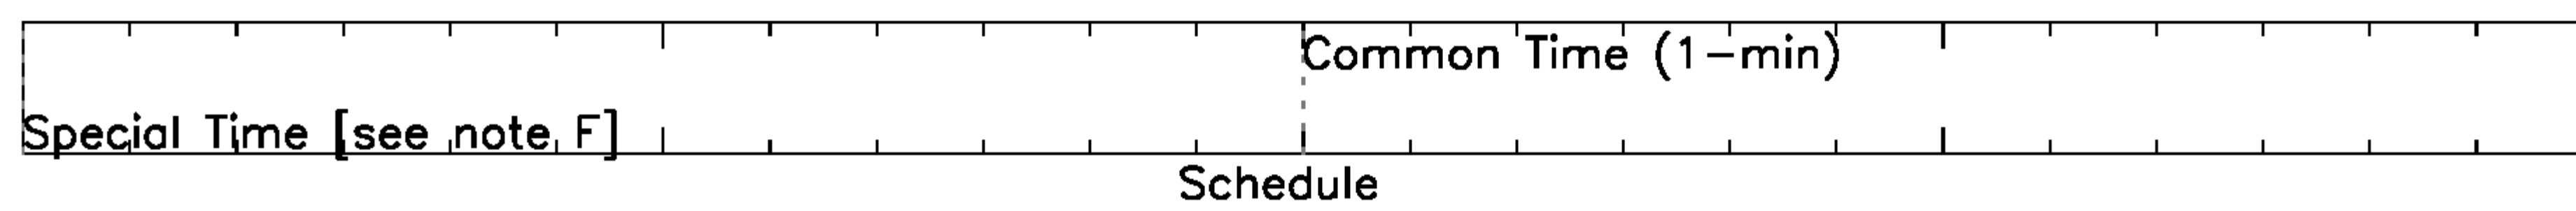 Common Time (1-min)
Special Time [see note F]
Schedule